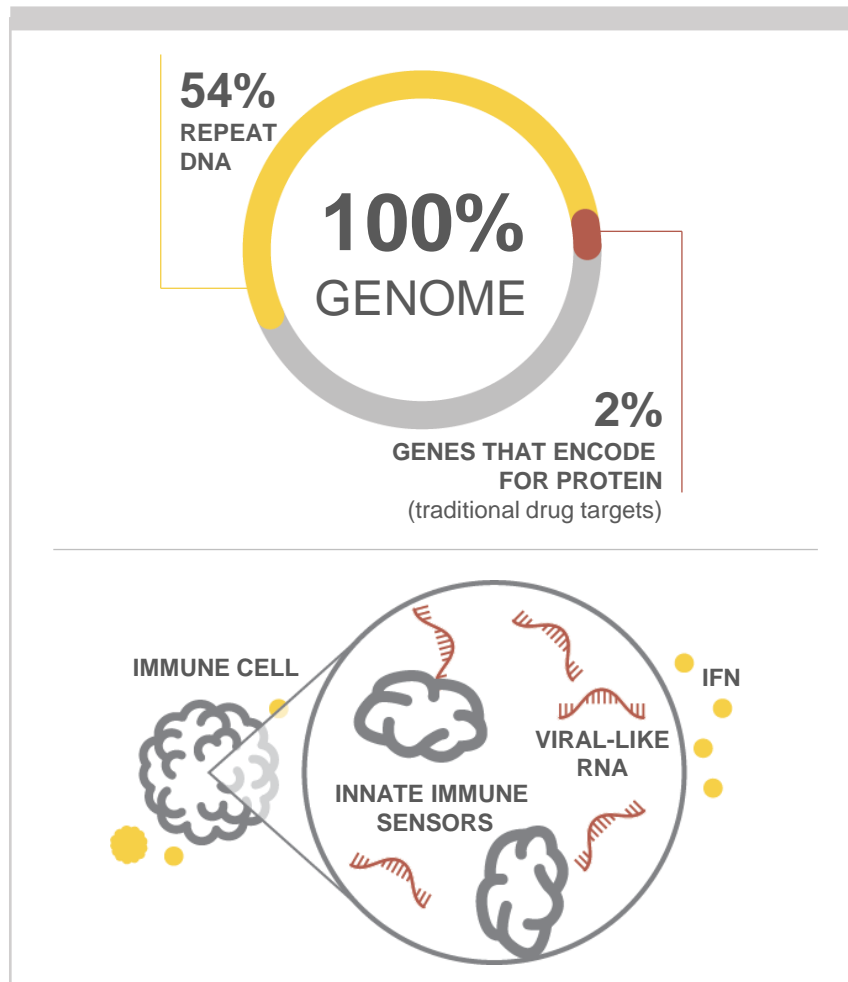 54%
REPEAT
DNA
100%
GENOME
2%
GENES THAT ENCODE
FOR PROTEIN
(traditional drug targets)
IMMUNE CELL
IFN
VIRAL-LIKE
RNA
INNATE IMMUNE
SENSORS